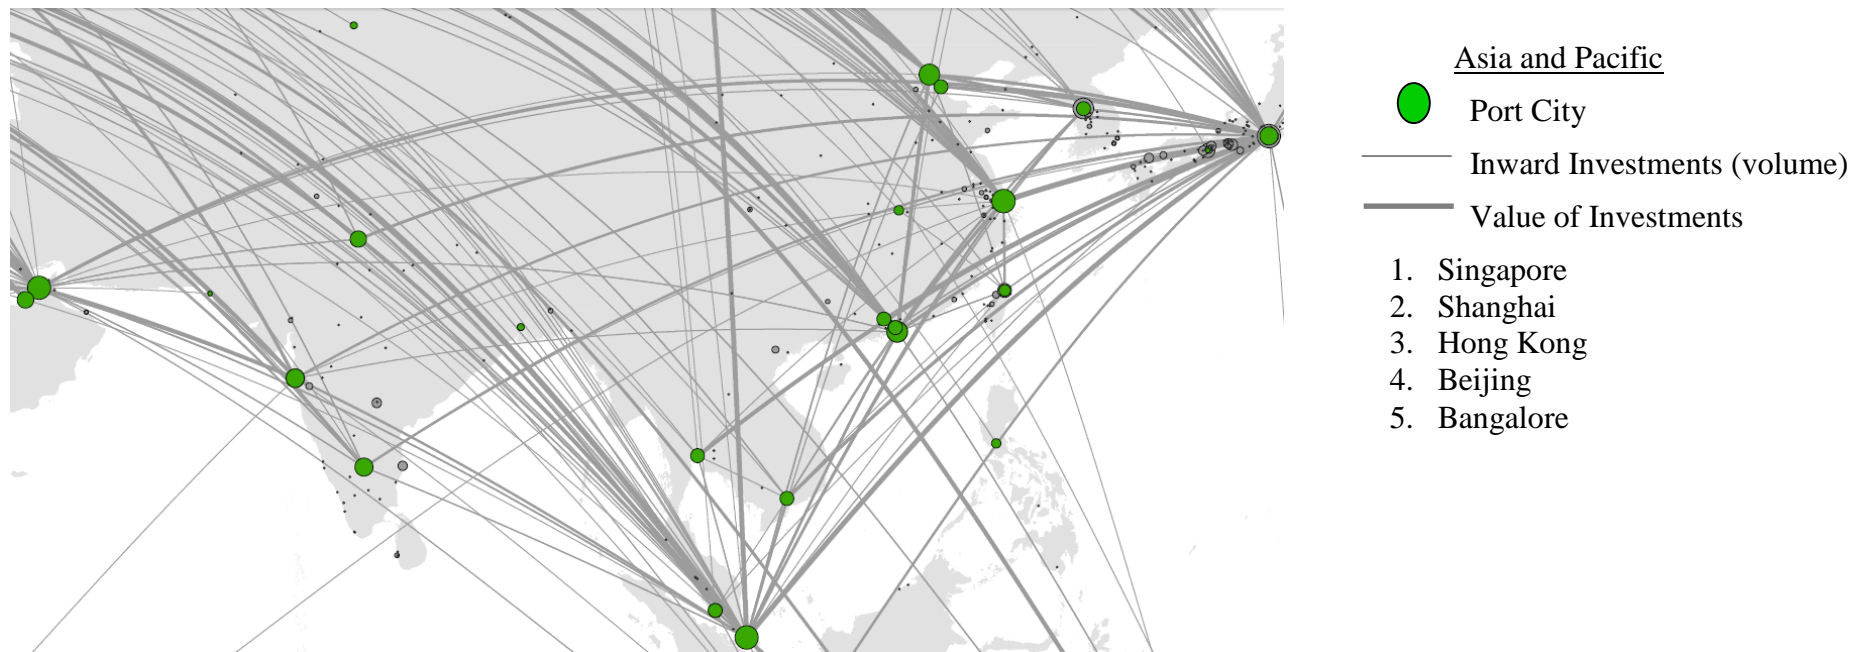 Asia and Pacific
Port City
Inward Investments (volume)
Value of Investments
1. Singapore
2. Shanghai
3. Hong Kong
4. Beijing
5. Bangalore